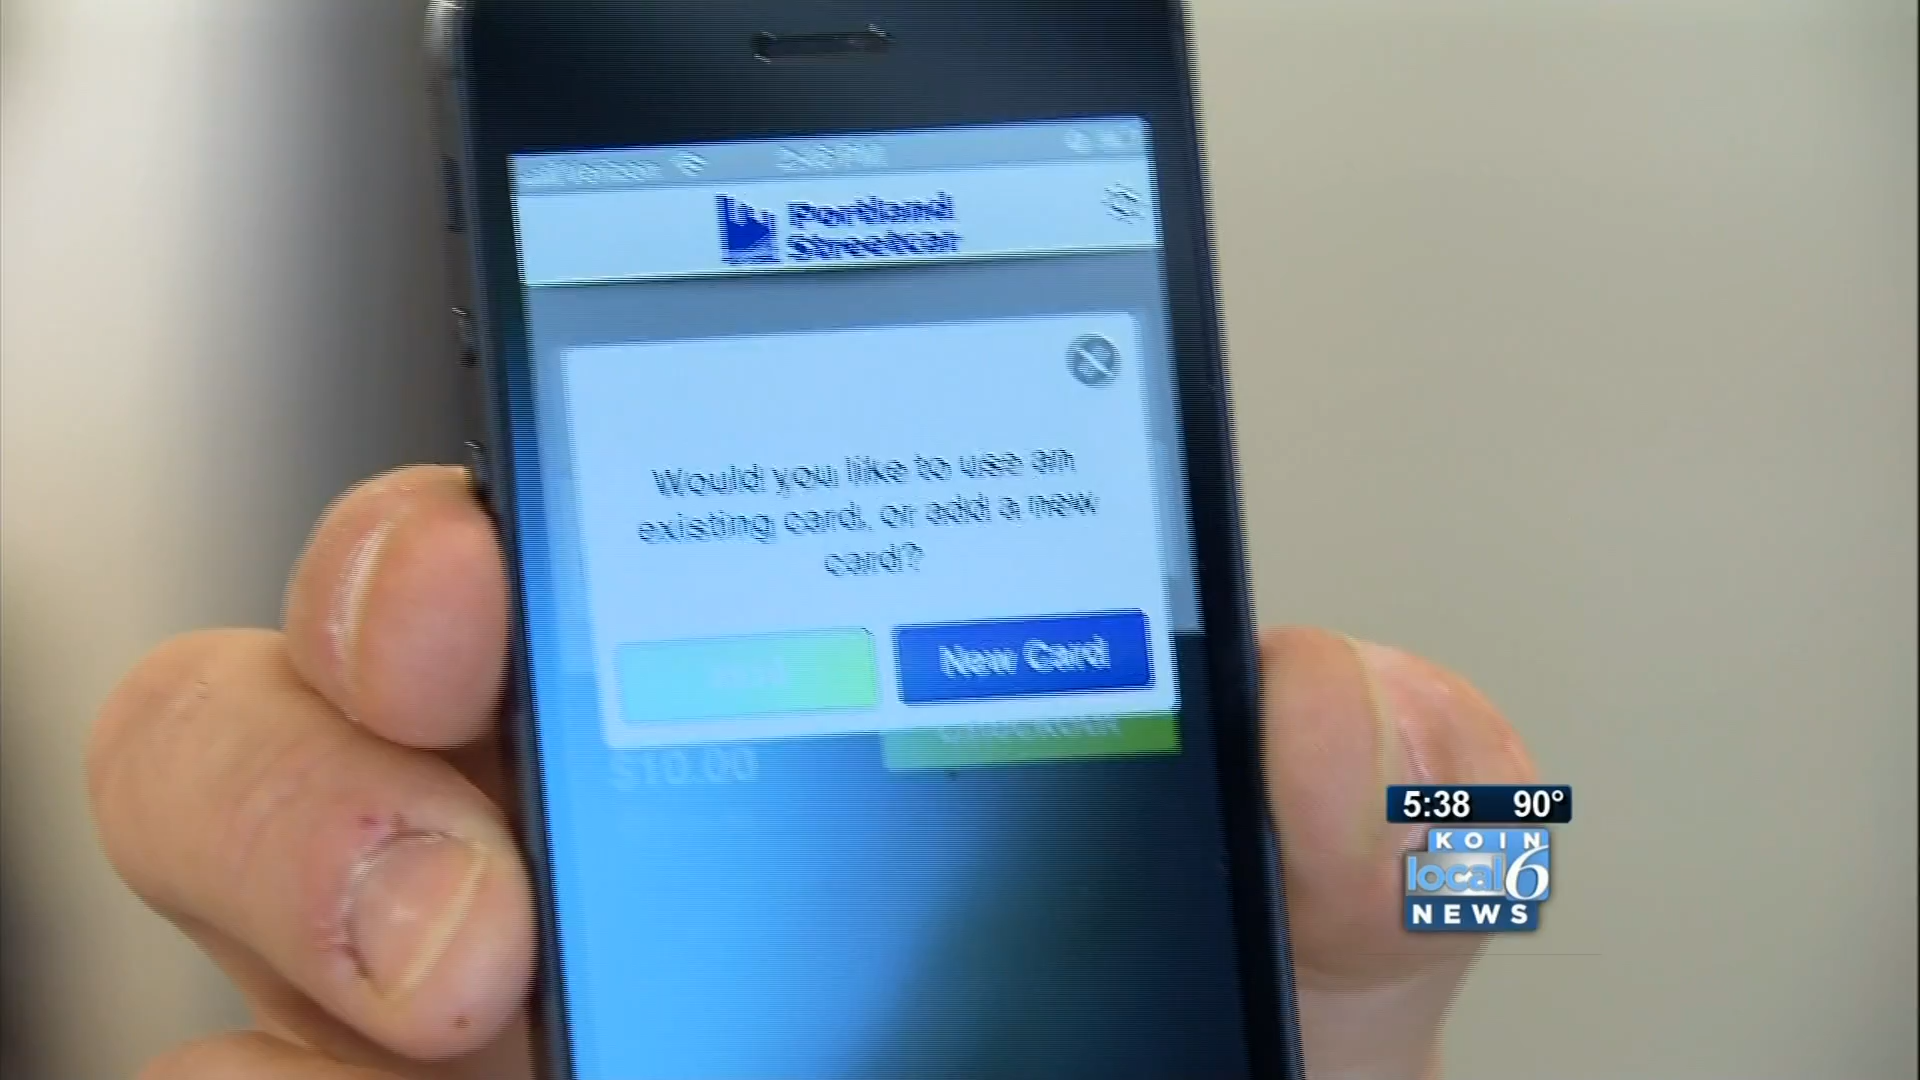 Verizon
Portland
Streetcar
Would you like to use an
existing card, or add a new
card?
New Card
$10.00
5:38 90°
KOIN
local 6
NEWS